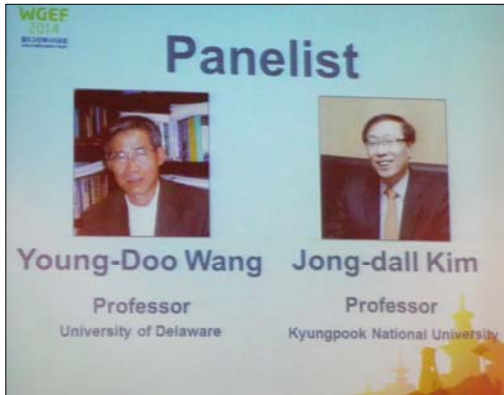 WGEF
2014
Panelist
Young-Doo Wang
Jong-dall Kim
Professor
University of Delaware
Professor
Kyungpook National University